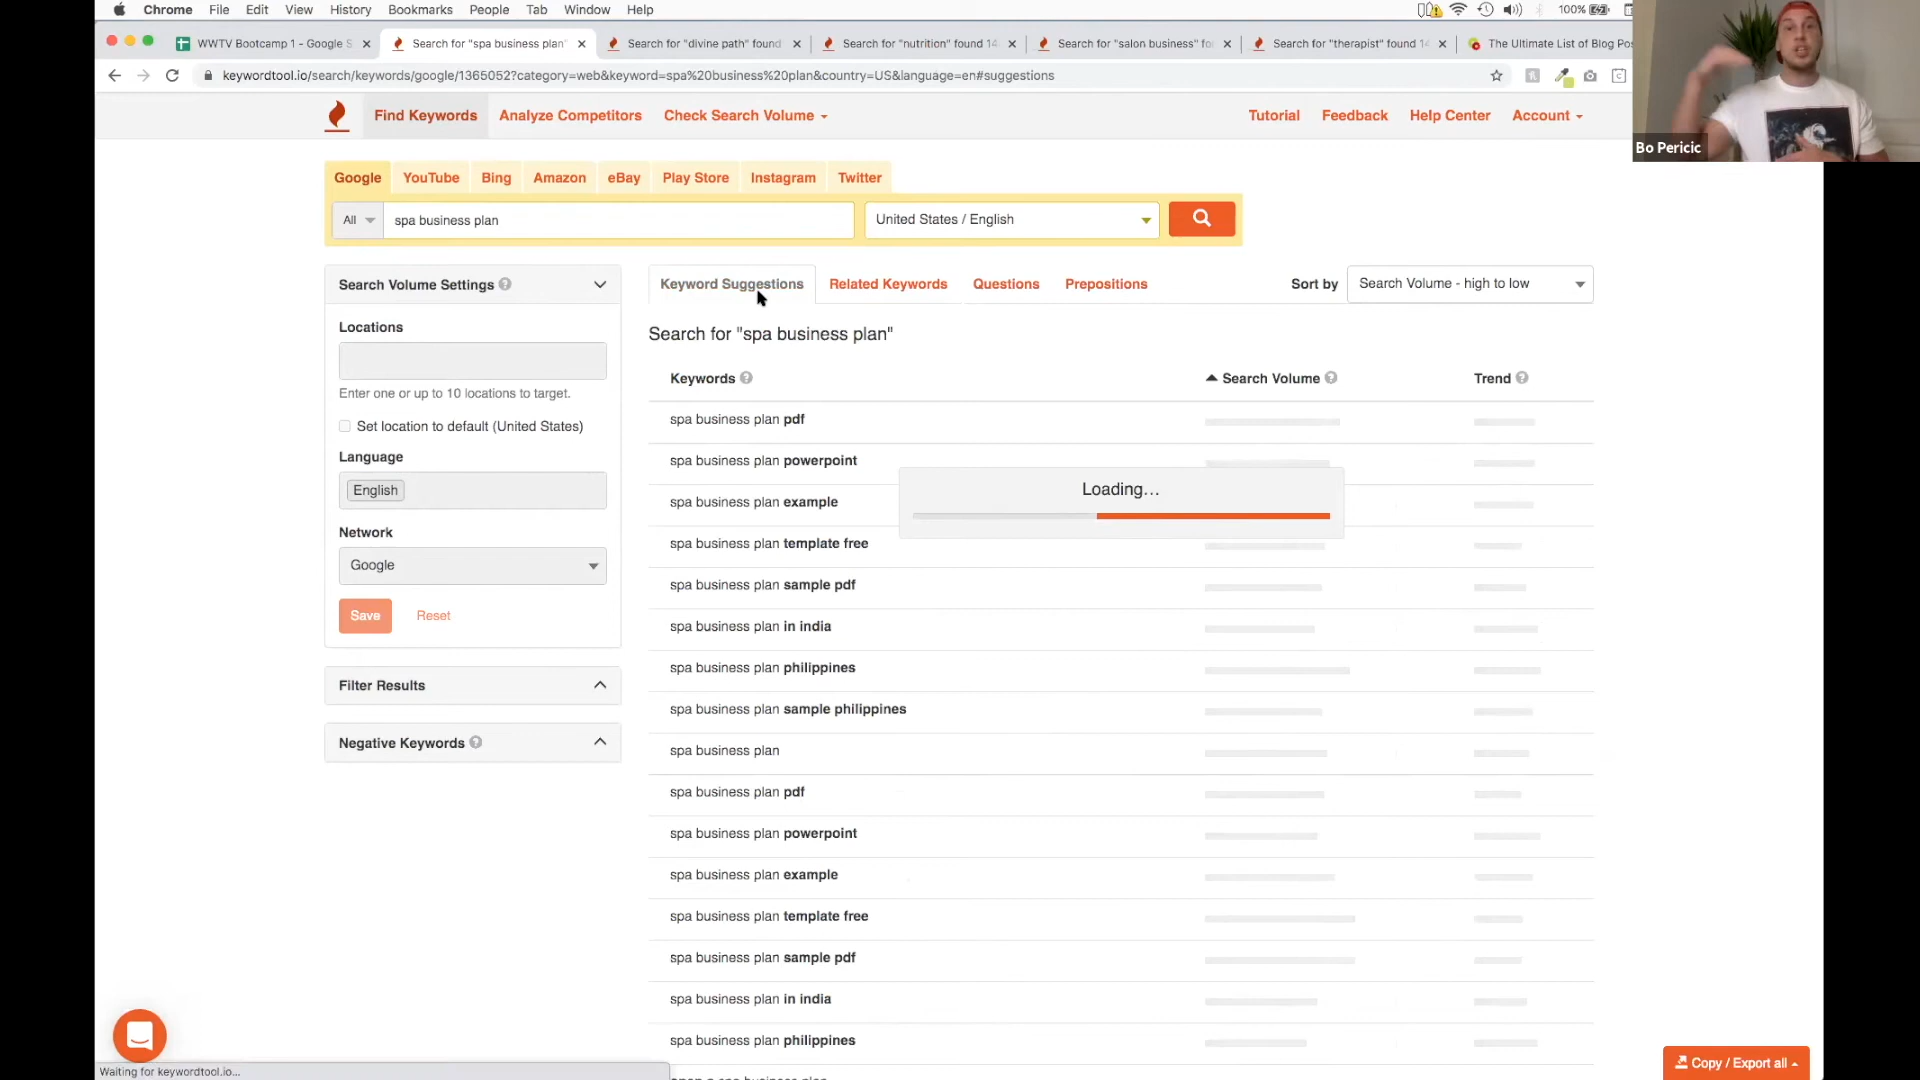 Chrome File Edit View History Bookmarks People Tab Window Help 100%
WWTV Bootcamp 1 - Google S
Search for "spa business plan"
Search for "divine path" found
Search for "nutrition" found 14
Search for "salon business" fo
Search for "therapist" found 1
The Ultimate List of Blog Pos
keywordtool.io/search/keywords/google/1365052?category=web&keyword=spa%20business%20plan&country=US&language=en#suggestions
Find Keywords Analyze Competitors Check Search Volume Tutorial Feedback Help Center Account
Bo Pericic
Google YouTube Bing Amazon eBay Play Store Instagram Twitter
All spa business plan United States / English
Search Volume Settings
Locations
Enter one or up to 10 locations to target.
Set location to default (United States)
Language
English
Network
Google
Save Reset
Filter Results
Negative Keywords
Keyword Suggestions Related Keywords Questions Prepositions Sort by Search Volume - high to low
Search for "spa business plan"
Keywords Search Volume Trend
spa business plan pdf
spa business plan powerpoint
Loading...
spa business plan example
spa business plan template free
spa business plan sample pdf
spa business plan in india
spa business plan philippines
spa business plan sample philippines
spa business plan
spa business plan pdf
spa business plan powerpoint
spa business plan example
spa business plan template free
spa business plan sample pdf
spa business plan in india
spa business plan philippines
Copy / Export all
Waiting for keywordtool.io...